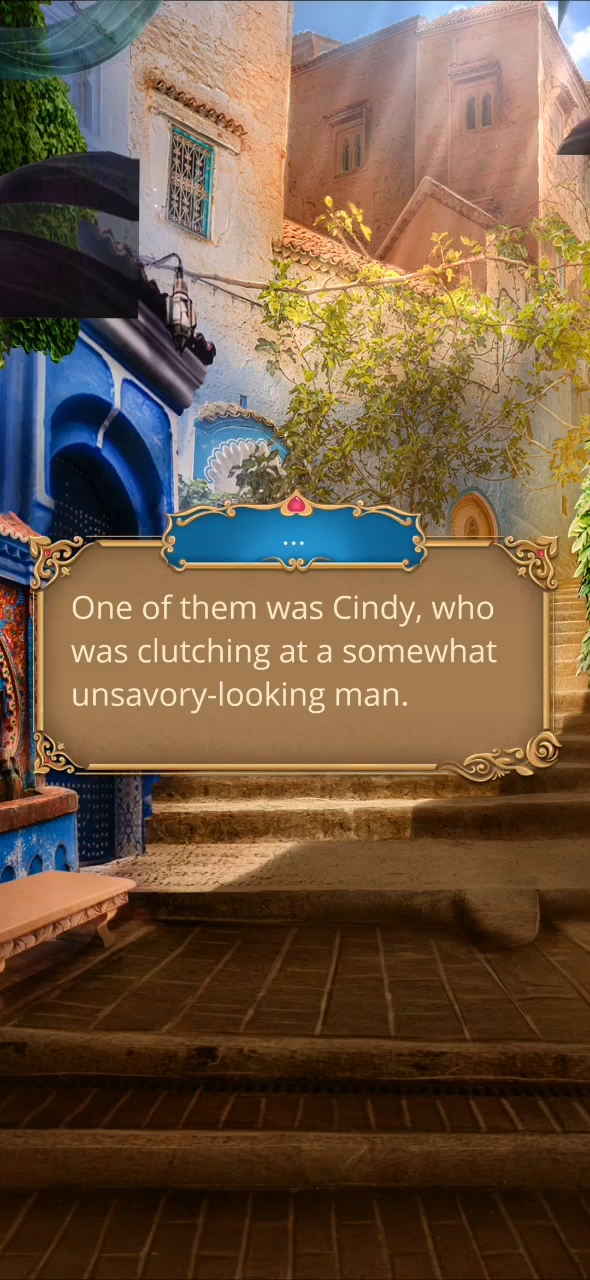 ...
One of them was Cindy, who
was clutching at a somewhat
unsavory-looking man.